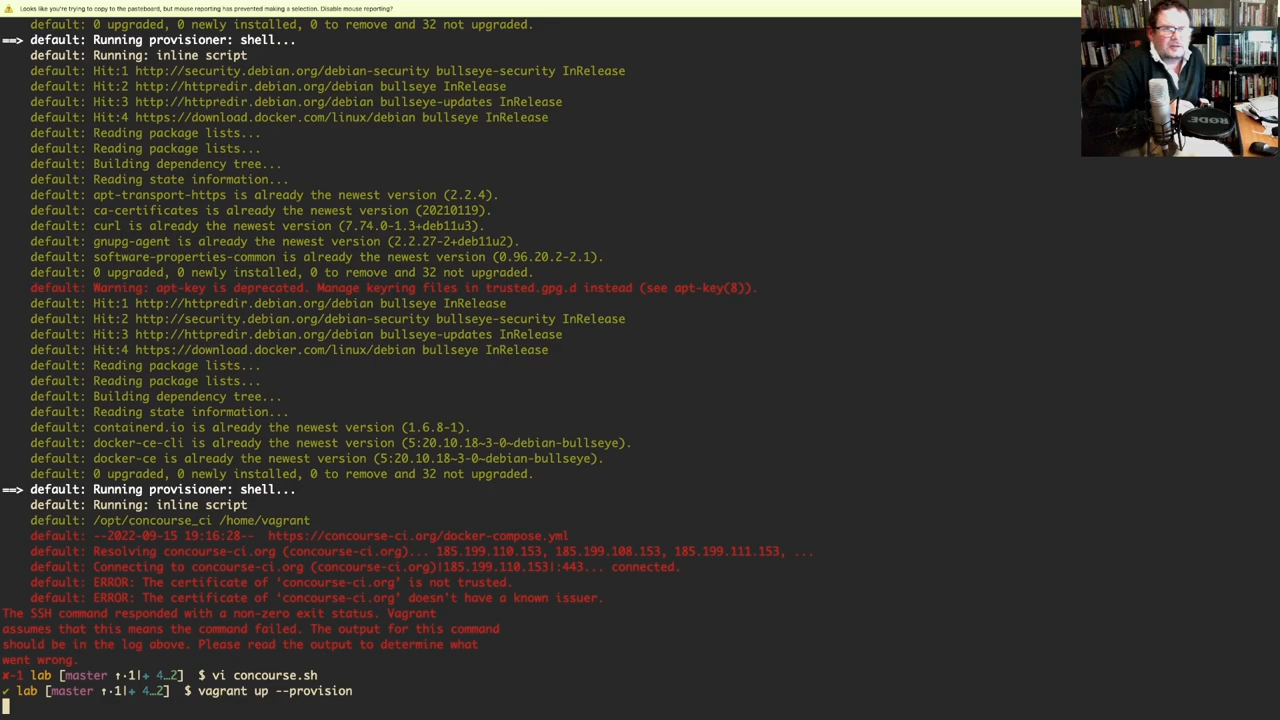 Looks like you're trying to copy to the pasteboard, but mouse reporting has prevented making a selection. Disable mouse reporting?
default: 0 upgraded, 0 newly installed, 0 to remove and 32 not upgraded.
==> default: Running provisioner: shell...
default: Running: inline script
default: Hit:1 http://security.debian.org/debian-security bullseye-security InRelease
default: Hit:2 http://httpredir.debian.org/debian bullseye InRelease
default: Hit:3 http://httpredir.debian.org/debian bullseye-updates InRelease
default: Hit:4 https://download.docker.com/linux/debian bullseye InRelease
default: Reading package lists...
default: Reading package lists...
default: Building dependency tree...
default: Reading state information...
default: apt-transport-https is already the newest version (2.2.4).
default: ca-certificates is already the newest version (20210119).
default: curl is already the newest version (7.74.0-1.3+deb11u3).
default: gnupg-agent is already the newest version (2.2.27-2+deb11u2).
default: software-properties-common is already the newest version (0.96.20.2-2.1).
default: 0 upgraded, 0 newly installed, 0 to remove and 32 not upgraded.
default: Warning: apt-key is deprecated. Manage keyring files in trusted.gpg.d instead (see apt-key(8)).
default: Hit:1 http://httpredir.debian.org/debian bullseye InRelease
default: Hit:2 http://security.debian.org/debian-security bullseye-security InRelease
default: Hit:3 http://httpredir.debian.org/debian bullseye-updates InRelease
default: Hit:4 https://download.docker.com/linux/debian bullseye InRelease
default: Reading package lists...
default: Reading package lists...
default: Building dependency tree...
default: Reading state information...
default: containerd.io is already the newest version (1.6.8-1).
default: docker-ce-cli is already the newest version (5:20.10.18~3-0~debian-bullseye).
default: docker-ce is already the newest version (5:20.10.18~3-0~debian-bullseye).
default: 0 upgraded, 0 newly installed, 0 to remove and 32 not upgraded.
==> default: Running provisioner: shell...
default: Running: inline script
default: /opt/concourse_ci /home/vagrant
default: --2022-09-15 19:16:28-- https://concourse-ci.org/docker-compose.yml
default: Resolving concourse-ci.org (concourse-ci.org)... 185.199.110.153, 185.199.108.153, 185.199.111.153, ...
default: Connecting to concourse-ci.org (concourse-ci.org)|185.199.110.153|:443... connected.
default: ERROR: The certificate of ‘concourse-ci.org’ is not trusted.
default: ERROR: The certificate of ‘concourse-ci.org’ doesn’t have a known issuer.
The SSH command responded with a non-zero exit status. Vagrant
assumes that this means the command failed. The output for this command
should be in the log above. Please read the output to determine what
went wrong.
✘-1 lab [master ↑·1|✚ 4…2] $ vi concourse.sh
✔ lab [master ↑·1|✚ 4…2] $ vagrant up --provision
RODE